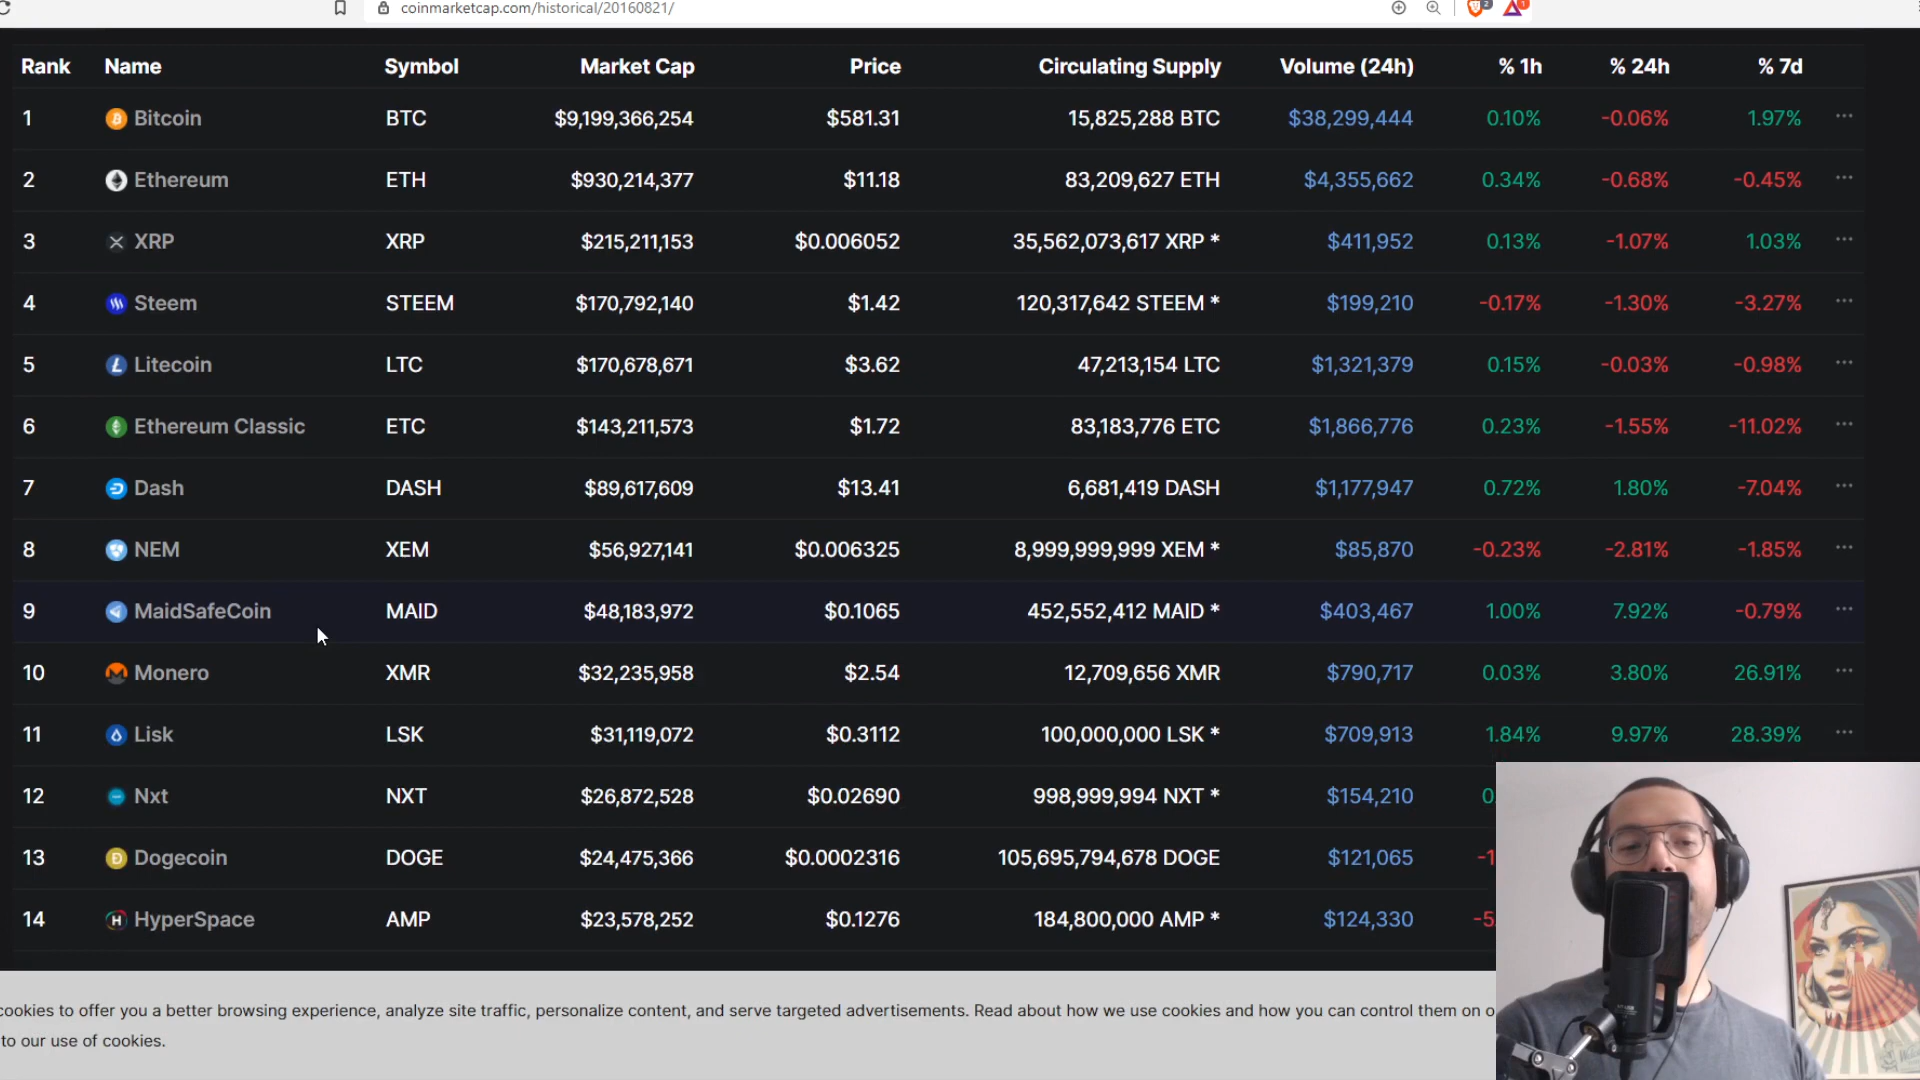 coinmarketcap.com/historical/20160821/
2
1
Rank Name Symbol Market Cap Price Circulating Supply Volume (24h) % 1h % 24h % 7d
1 Bitcoin BTC $9,199,366,254 $581.31 15,825,288 BTC $38,299,444 0.10% -0.06% 1.97% ...
2 Ethereum ETH $930,214,377 $11.18 83,209,627 ETH $4,355,662 0.34% -0.68% -0.45% ...
3 XRP XRP $215,211,153 $0.006052 35,562,073,617 XRP * $411,952 0.13% -1.07% 1.03% ...
4 Steem STEEM $170,792,140 $1.42 120,317,642 STEEM * $199,210 -0.17% -1.30% -3.27% ...
5 Litecoin LTC $170,678,671 $3.62 47,213,154 LTC $1,321,379 0.15% -0.03% -0.98% ...
6 Ethereum Classic ETC $143,211,573 $1.72 83,183,776 ETC $1,866,776 0.23% -1.55% -11.02% ...
7 Dash DASH $89,617,609 $13.41 6,681,419 DASH $1,177,947 0.72% 1.80% -7.04% ...
8 NEM XEM $56,927,141 $0.006325 8,999,999,999 XEM * $85,870 -0.23% -2.81% -1.85% ...
9 MaidSafeCoin MAID $48,183,972 $0.1065 452,552,412 MAID * $403,467 1.00% 7.92% -0.79% ...
10 Monero XMR $32,235,958 $2.54 12,709,656 XMR $790,717 0.03% 3.80% 26.91% ...
11 Lisk LSK $31,119,072 $0.3112 100,000,000 LSK * $709,913 1.84% 9.97% 28.39% ...
12 Nxt NXT $26,872,528 $0.02690 998,999,994 NXT * $154,210 0.
13 Dogecoin DOGE $24,475,366 $0.0002316 105,695,794,678 DOGE $121,065 -1
14 HyperSpace AMP $23,578,252 $0.1276 184,800,000 AMP * $124,330 -5
cookies to offer you a better browsing experience, analyze site traffic, personalize content, and serve targeted advertisements. Read about how we use cookies and how you can control them on o
to our use of cookies.